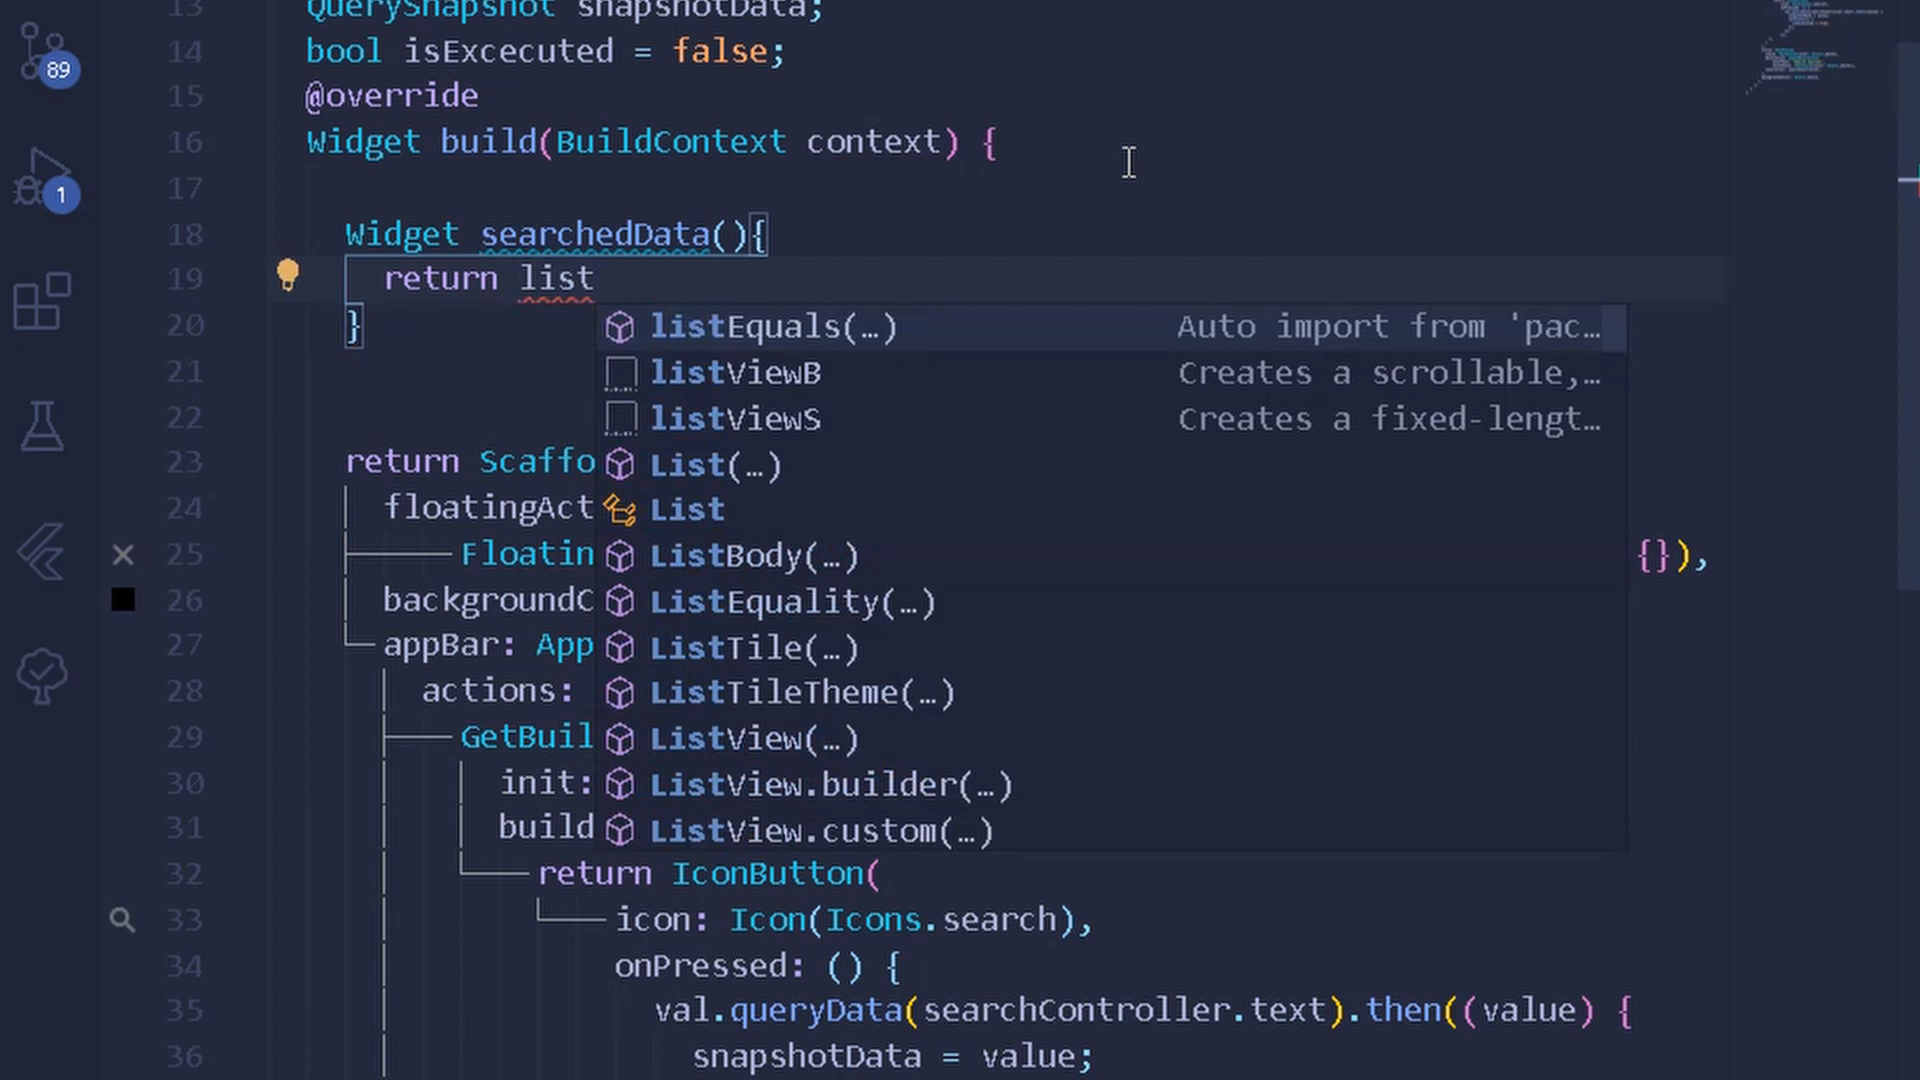 89
1
13 QuerySnapshot snapshotData;
14 bool isExcecuted = false;
15 @override
16 Widget build(BuildContext context) {
17
18 Widget searchedData(){
19 return list
20 }
listEquals(…) Auto import from 'pac…
21 listViewB Creates a scrollable,…
22 listViewS Creates a fixed-lengt…
23 return Scaffo List(…)
24 floatingAct List
25 Floatin ListBody(…) {}),
26 backgroundC ListEquality(…)
27 appBar: App ListTile(…)
28 actions: ListTileTheme(…)
29 GetBuil ListView(…)
30 init: ListView.builder(…)
31 build ListView.custom(…)
32 return IconButton(
33 icon: Icon(Icons.search),
34 onPressed: () {
35 val.queryData(searchController.text).then((value) {
36 snapshotData = value;